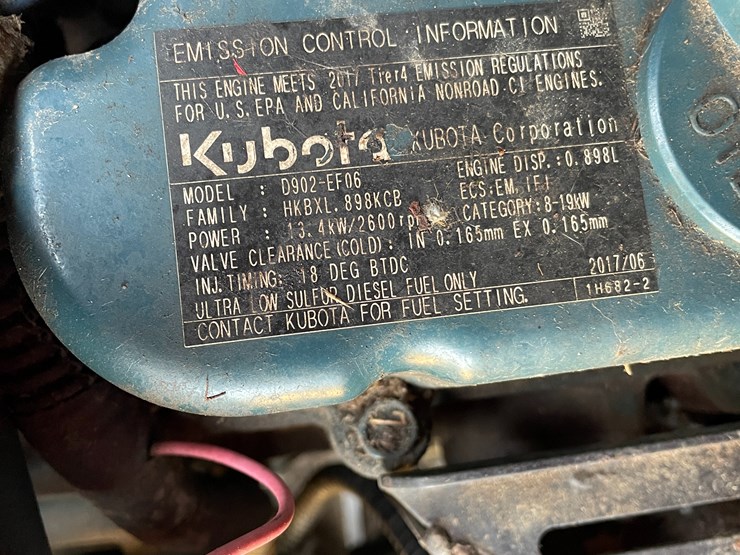 EMISSION CONTROL INFORMATION
THIS ENGINE MEETS 2017 Tier4 EMISSION REGULATIONS
FOR U.S. EPA AND CALIFORNIA NONROAD CI ENGINES.
Kubota KUBOTA Corporation
MODEL : D902-EF06 ENGINE DISP.:0.898L
FAMILY : HKBXL.898KCB ECS:EM, IFI
POWER : 13.4kW/2600rpm CATEGORY:8-19kW
VALVE CLEARANCE(COLD): IN 0.165mm EX 0.165mm
INJ.TIMING: 18 DEG BTDC
ULTRA LOW SULFUR DIESEL FUEL ONLY 2017/06
CONTACT KUBOTA FOR FUEL SETTING. 1H682-2